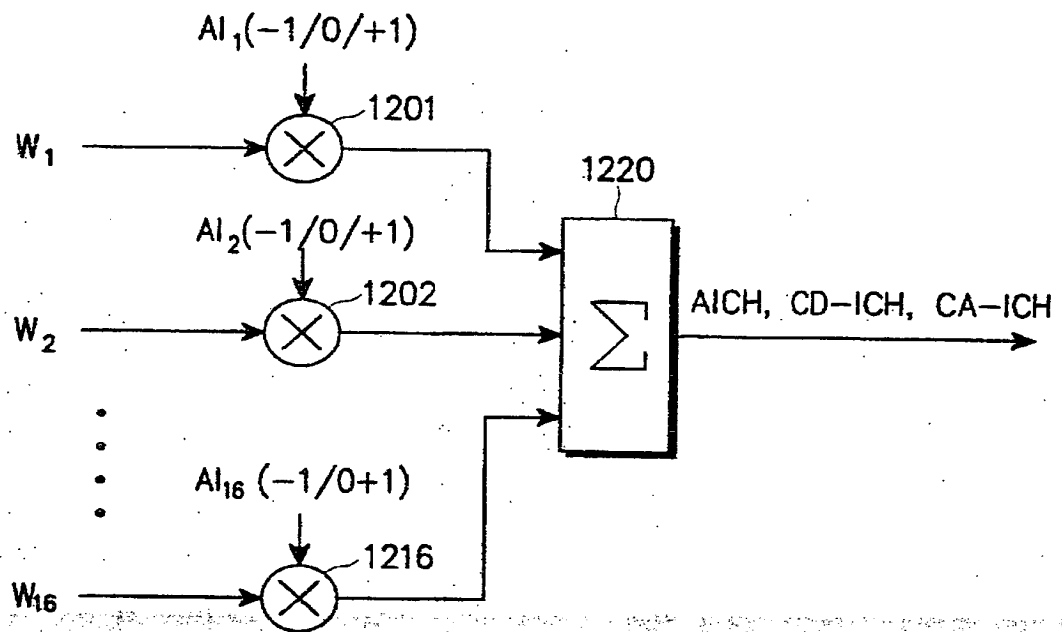 AI₁(-1/0/+1)
1201
W₁
1220
AI₂(-1/0/+1)
1202
AICH, CD-ICH, CA-ICH
W₂
Σ
AI₁₆ (-1/0+1)
1216
W₁₆